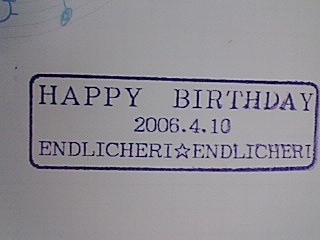 HAPPY BIRTHDAY
2006.4.10
ENDLICHERI☆ENDLICHERI